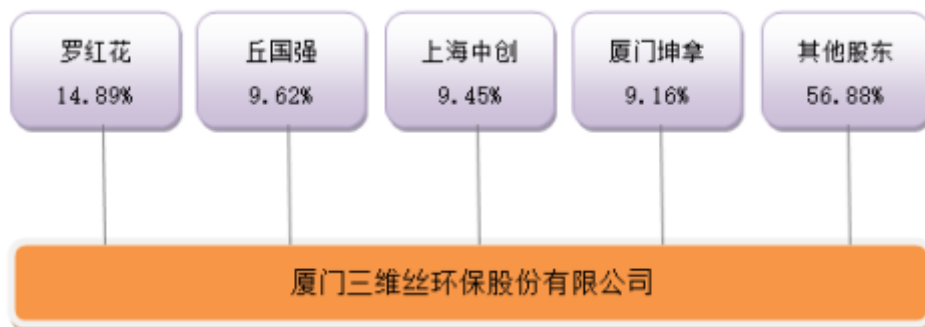 罗红花
14.89%
丘国强
9.62%
上海中创
9.45%
厦门坤拿
9.16%
其他股东
56.88%
厦门三维丝环保股份有限公司